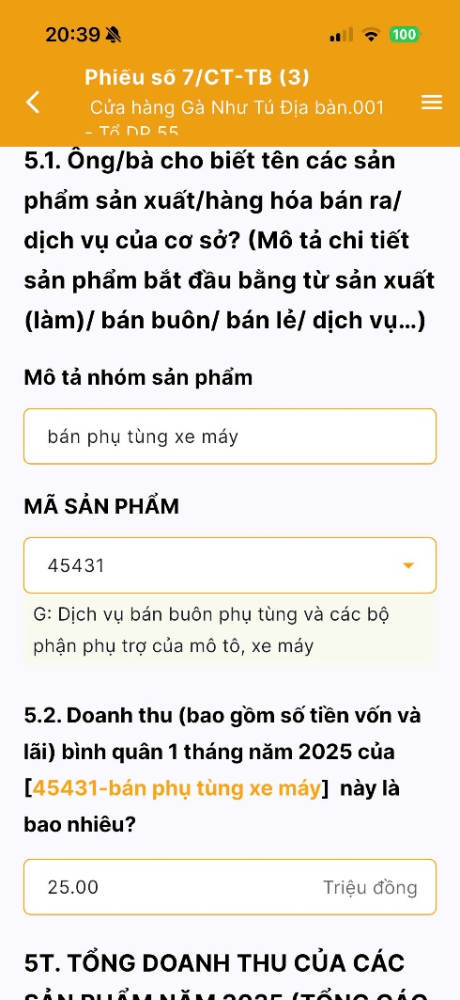 20:39
100
Phiếu số 7/CT-TB (3)
Cửa hàng Gà Như Tú Địa bàn.001
- Tổ DP 55
5.1. Ông/bà cho biết tên các sản
phẩm sản xuất/hàng hóa bán ra/
dịch vụ của cơ sở? (Mô tả chi tiết
sản phẩm bắt đầu bằng từ sản xuất
(làm)/ bán buôn/ bán lẻ/ dịch vụ...)
Mô tả nhóm sản phẩm
bán phụ tùng xe máy
MÃ SẢN PHẨM
45431
G: Dịch vụ bán buôn phụ tùng và các bộ
phận phụ trợ của mô tô, xe máy
5.2. Doanh thu (bao gồm số tiền vốn và
lãi) bình quân 1 tháng năm 2025 của
[45431-bán phụ tùng xe máy] này là
bao nhiêu?
25.00 Triệu đồng
5T. TỔNG DOANH THU CỦA CÁC
SẢN PHẨM NĂM 2025 (TỔNG CÁC